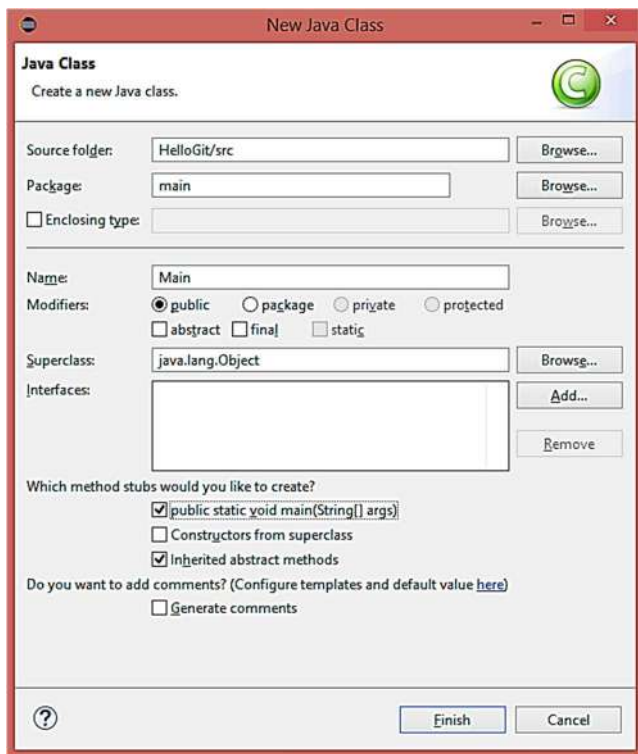 New Java Class
Java Class
Create a new Java class.
Source folder: HelloGit/src Browse...
Package: main Browse...
Enclosing type: Browse...
Name: Main
Modifiers: public package private protected
abstract final static
Superclass: java.lang.Object Browse...
Interfaces: Add...
Remove
Which method stubs would you like to create?
public static void main(String[] args)
Constructors from superclass
Inherited abstract methods
Do you want to add comments? (Configure templates and default value here)
Generate comments
? Finish Cancel